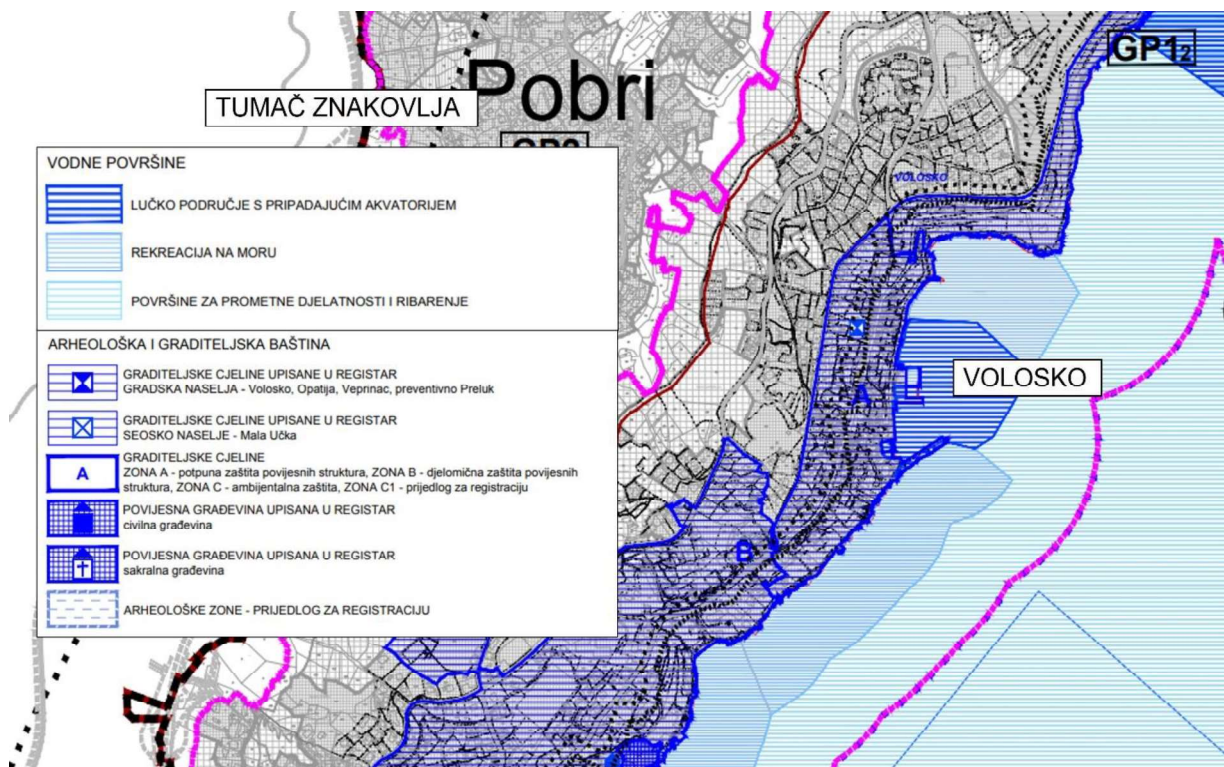 GP1₂
Pobri
TUMAČ ZNAKOVLJA
VODNE POVRŠINE
LUČKO PODRUČJE S PRIPADAJUĆIM AKVATORIJEM
REKREACIJA NA MORU
POVRŠINE ZA PROMETNE DJELATNOSTI I RIBARENJE
ARHEOLOŠKA I GRADITELJSKA BAŠTINA
GRADITELJSKE CJELINE UPISANE U REGISTAR
GRADSKA NASELJA - Volosko, Opatija, Veprinac, preventivno Preluk
GRADITELJSKE CJELINE UPISANE U REGISTAR
SEOSKO NASELJE - Mala Učka
A
GRADITELJSKE CJELINE
ZONA A - potpuna zaštita povijesnih struktura, ZONA B - djelomična zaštita povijesnih
struktura, ZONA C - ambijentalna zaštita, ZONA C1 - prijedlog za registraciju
POVIJESNA GRAĐEVINA UPISANA U REGISTAR
civilna građevina
POVIJESNA GRAĐEVINA UPISANA U REGISTAR
sakralna građevina
ARHEOLOŠKE ZONE - PRIJEDLOG ZA REGISTRACIJU
VOLOSKO
VOLOSKO
A
B